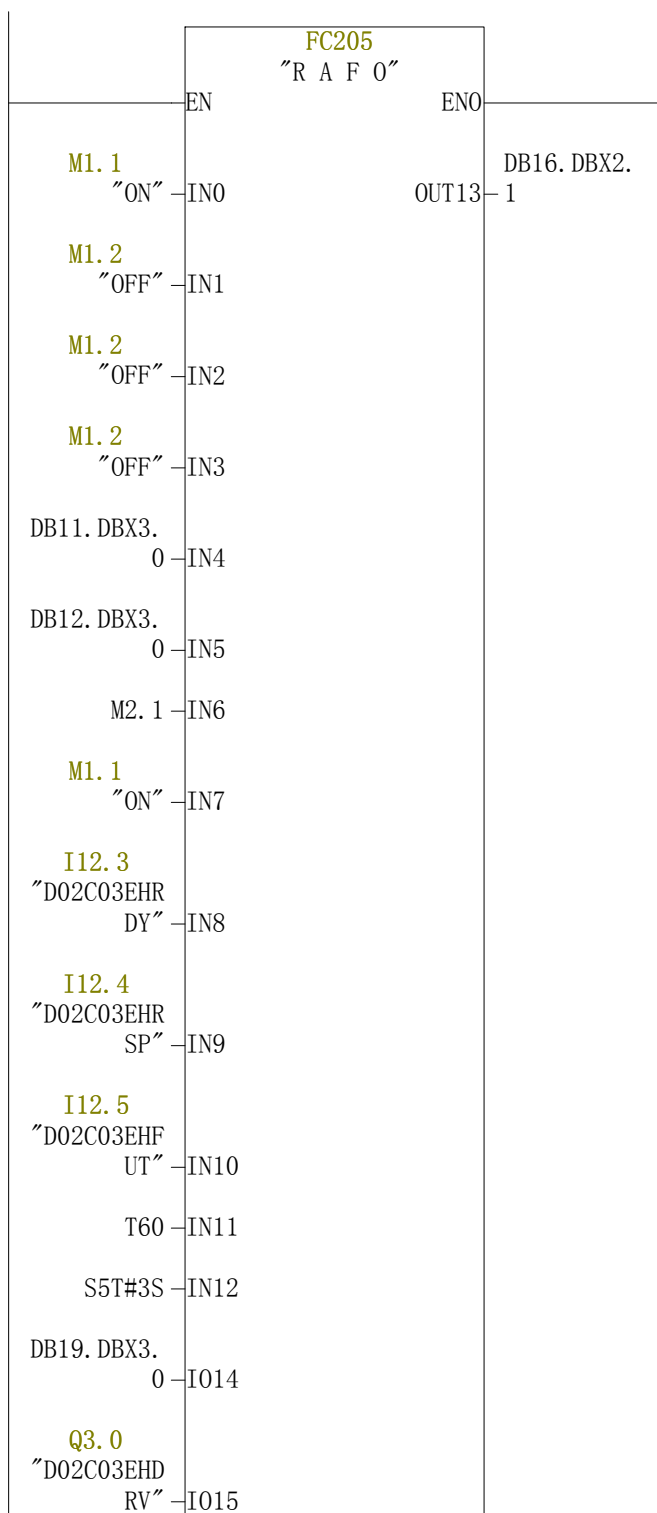 FC205
"R A F O"
EN ENO
M1.1 DB16.DBX2.
"ON" IN0 OUT13 1
M1.2
"OFF" IN1
M1.2
"OFF" IN2
M1.2
"OFF" IN3
DB11.DBX3.
0 IN4
DB12.DBX3.
0 IN5
M2.1 IN6
M1.1
"ON" IN7
I12.3
"D02C03EHR
DY" IN8
I12.4
"D02C03EHR
SP" IN9
I12.5
"D02C03EHF
UT" IN10
T60 IN11
S5T#3S IN12
DB19.DBX3.
0 IO14
Q3.0
"D02C03EHD
RV" IO15